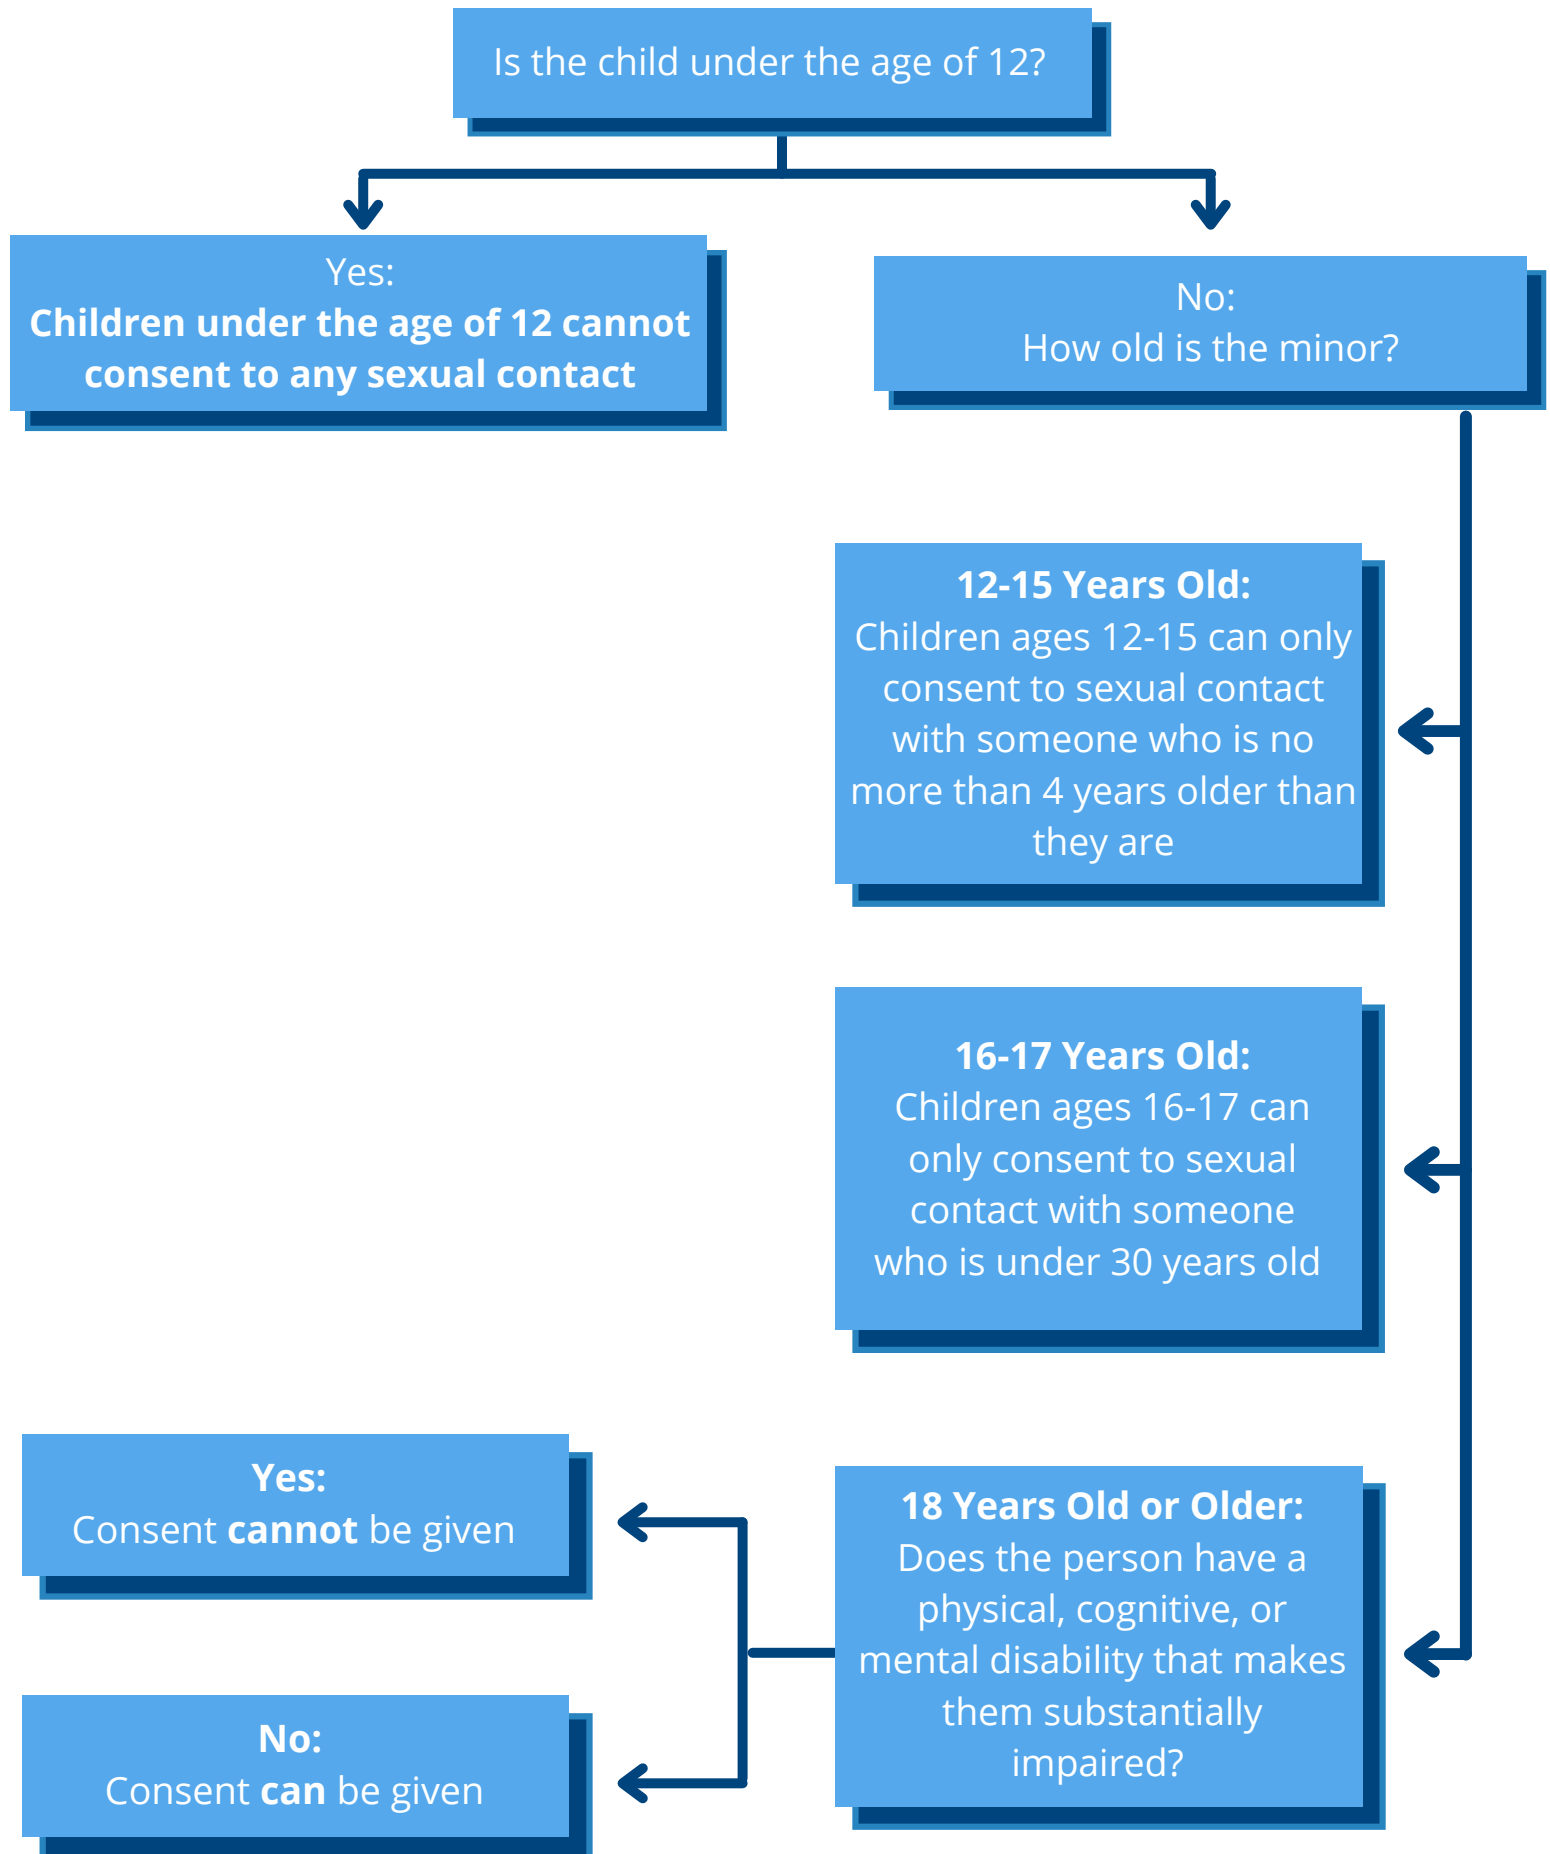 Is the child under the age of 12?
Yes:
Children under the age of 12 cannot
consent to any sexual contact
No:
How old is the minor?
12-15 Years Old:
Children ages 12-15 can only
consent to sexual contact
with someone who is no
more than 4 years older than
they are
16-17 Years Old:
Children ages 16-17 can
only consent to sexual
contact with someone
who is under 30 years old
18 Years Old or Older:
Does the person have a
physical, cognitive, or
mental disability that makes
them substantially
impaired?
Yes:
Consent cannot be given
No:
Consent can be given